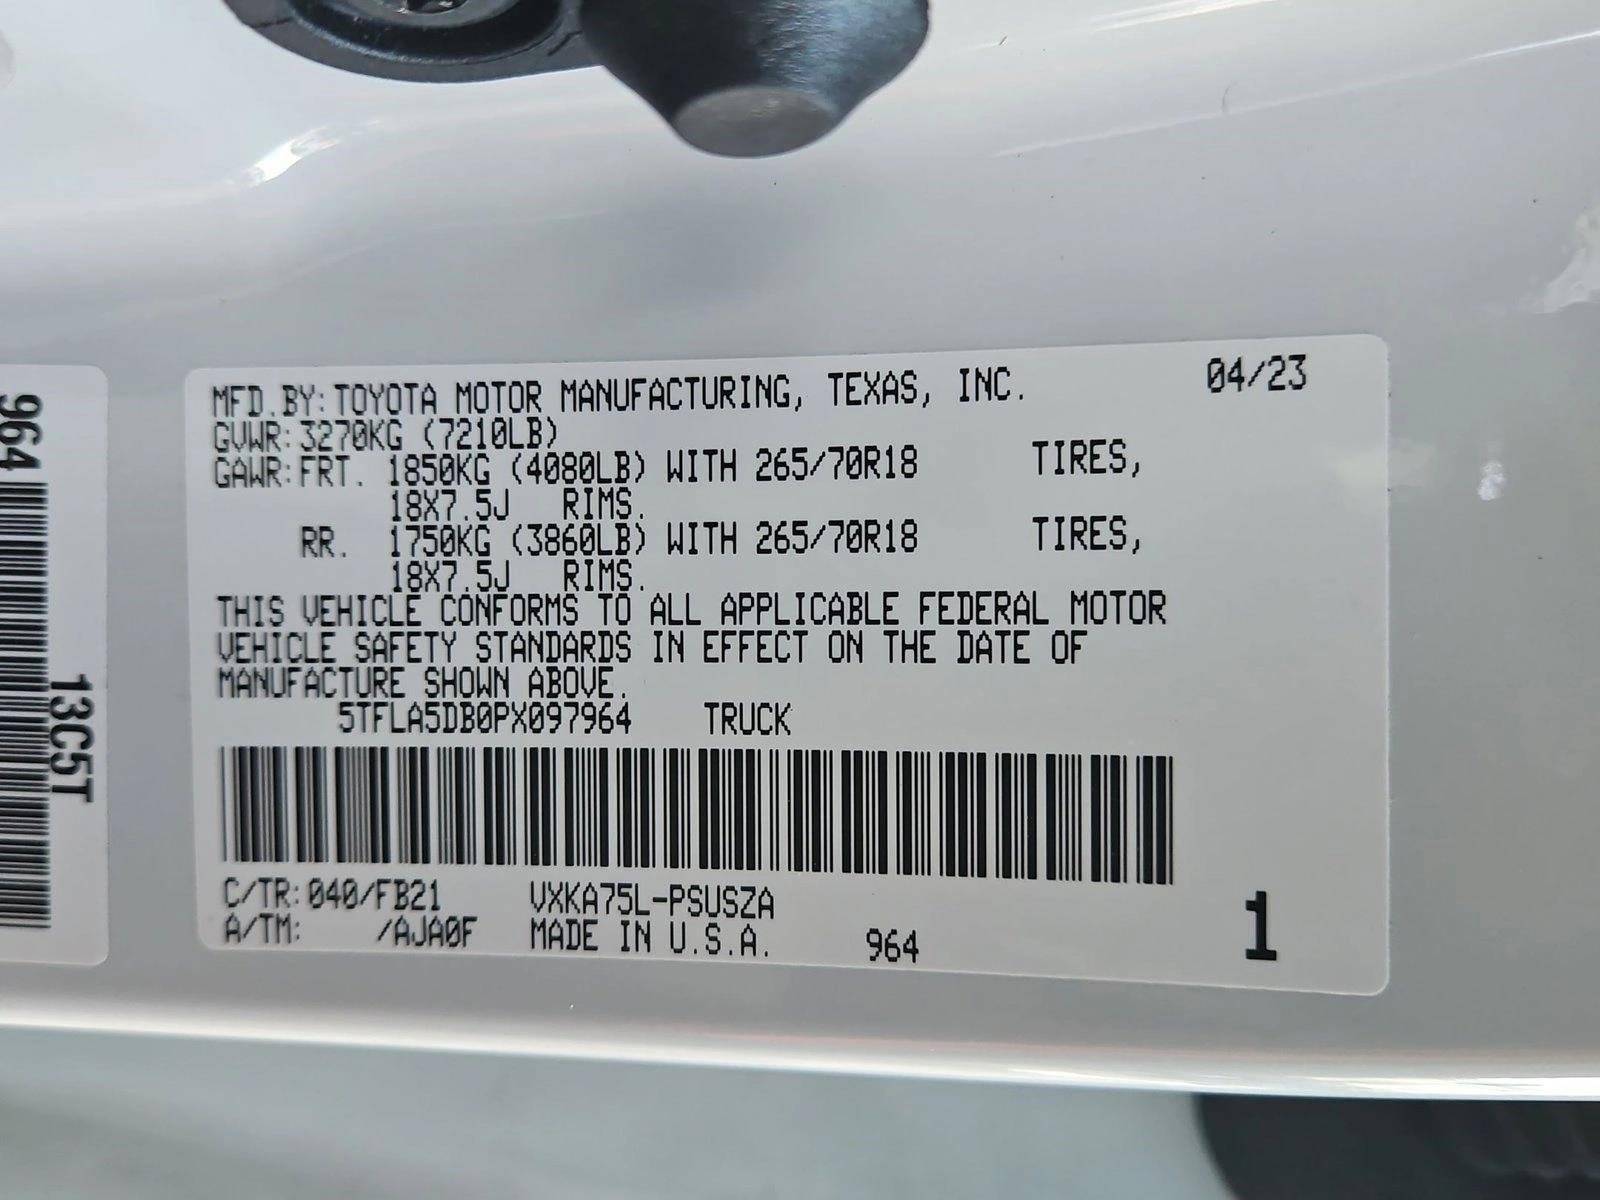 MFD.BY:TOYOTA MOTOR MANUFACTURING, TEXAS, INC. 04/23
GVWR:3270KG (7210LB)
GAWR:FRT. 1850KG (4080LB) WITH 265/70R18 TIRES,
18X7.5J RIMS.
RR. 1750KG (3860LB) WITH 265/70R18 TIRES,
18X7.5J RIMS.
THIS VEHICLE CONFORMS TO ALL APPLICABLE FEDERAL MOTOR
VEHICLE SAFETY STANDARDS IN EFFECT ON THE DATE OF
MANUFACTURE SHOWN ABOVE.
5TFLA5DB0PX097964 TRUCK
C/TR:040/FB21 VXKA75L-PSUSZA
A/TM: /AJA0F MADE IN U.S.A. 964 1
964
13C5T